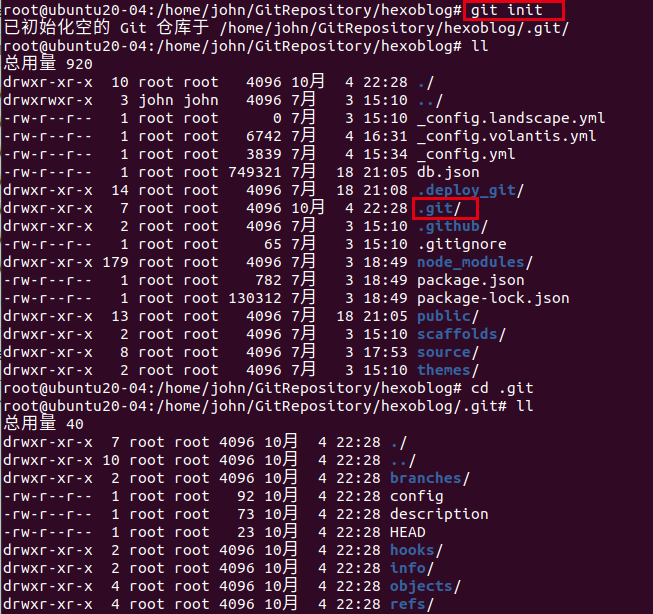 root@ubuntu20-04:/home/john/GitRepository/hexoblog# git init
已初始化空的 Git 仓库于 /home/john/GitRepository/hexoblog/.git/
root@ubuntu20-04:/home/john/GitRepository/hexoblog# ll
总用量 920
drwxr-xr-x  10 root root   4096 10月  4 22:28 ./
drwxrwxr-x   3 john john   4096 7月   3 15:10 ../
-rw-r--r--   1 root root      0 7月   3 15:10 _config.landscape.yml
-rw-r--r--   1 root root   6742 7月   4 16:31 _config.volantis.yml
-rw-r--r--   1 root root   3839 7月   4 15:34 _config.yml
-rw-r--r--   1 root root 749321 7月  18 21:05 db.json
drwxr-xr-x  14 root root   4096 7月  18 21:08 .deploy_git/
drwxr-xr-x   7 root root   4096 10月  4 22:28 .git/
drwxr-xr-x   2 root root   4096 7月   3 15:10 .github/
-rw-r--r--   1 root root     65 7月   3 15:10 .gitignore
drwxr-xr-x 179 root root   4096 7月   3 18:49 node_modules/
-rw-r--r--   1 root root    782 7月   3 18:49 package.json
-rw-r--r--   1 root root 130312 7月   3 18:49 package-lock.json
drwxr-xr-x  13 root root   4096 7月  18 21:05 public/
drwxr-xr-x   2 root root   4096 7月   3 15:10 scaffolds/
drwxr-xr-x   8 root root   4096 7月   3 17:53 source/
drwxr-xr-x   2 root root   4096 7月   3 15:10 themes/
root@ubuntu20-04:/home/john/GitRepository/hexoblog# cd .git
root@ubuntu20-04:/home/john/GitRepository/hexoblog/.git# ll
总用量 40
drwxr-xr-x  7 root root 4096 10月  4 22:28 ./
drwxr-xr-x 10 root root 4096 10月  4 22:28 ../
drwxr-xr-x  2 root root 4096 10月  4 22:28 branches/
-rw-r--r--  1 root root   92 10月  4 22:28 config
-rw-r--r--  1 root root   73 10月  4 22:28 description
-rw-r--r--  1 root root   23 10月  4 22:28 HEAD
drwxr-xr-x  2 root root 4096 10月  4 22:28 hooks/
drwxr-xr-x  2 root root 4096 10月  4 22:28 info/
drwxr-xr-x  4 root root 4096 10月  4 22:28 objects/
drwxr-xr-x  4 root root 4096 10月  4 22:28 refs/